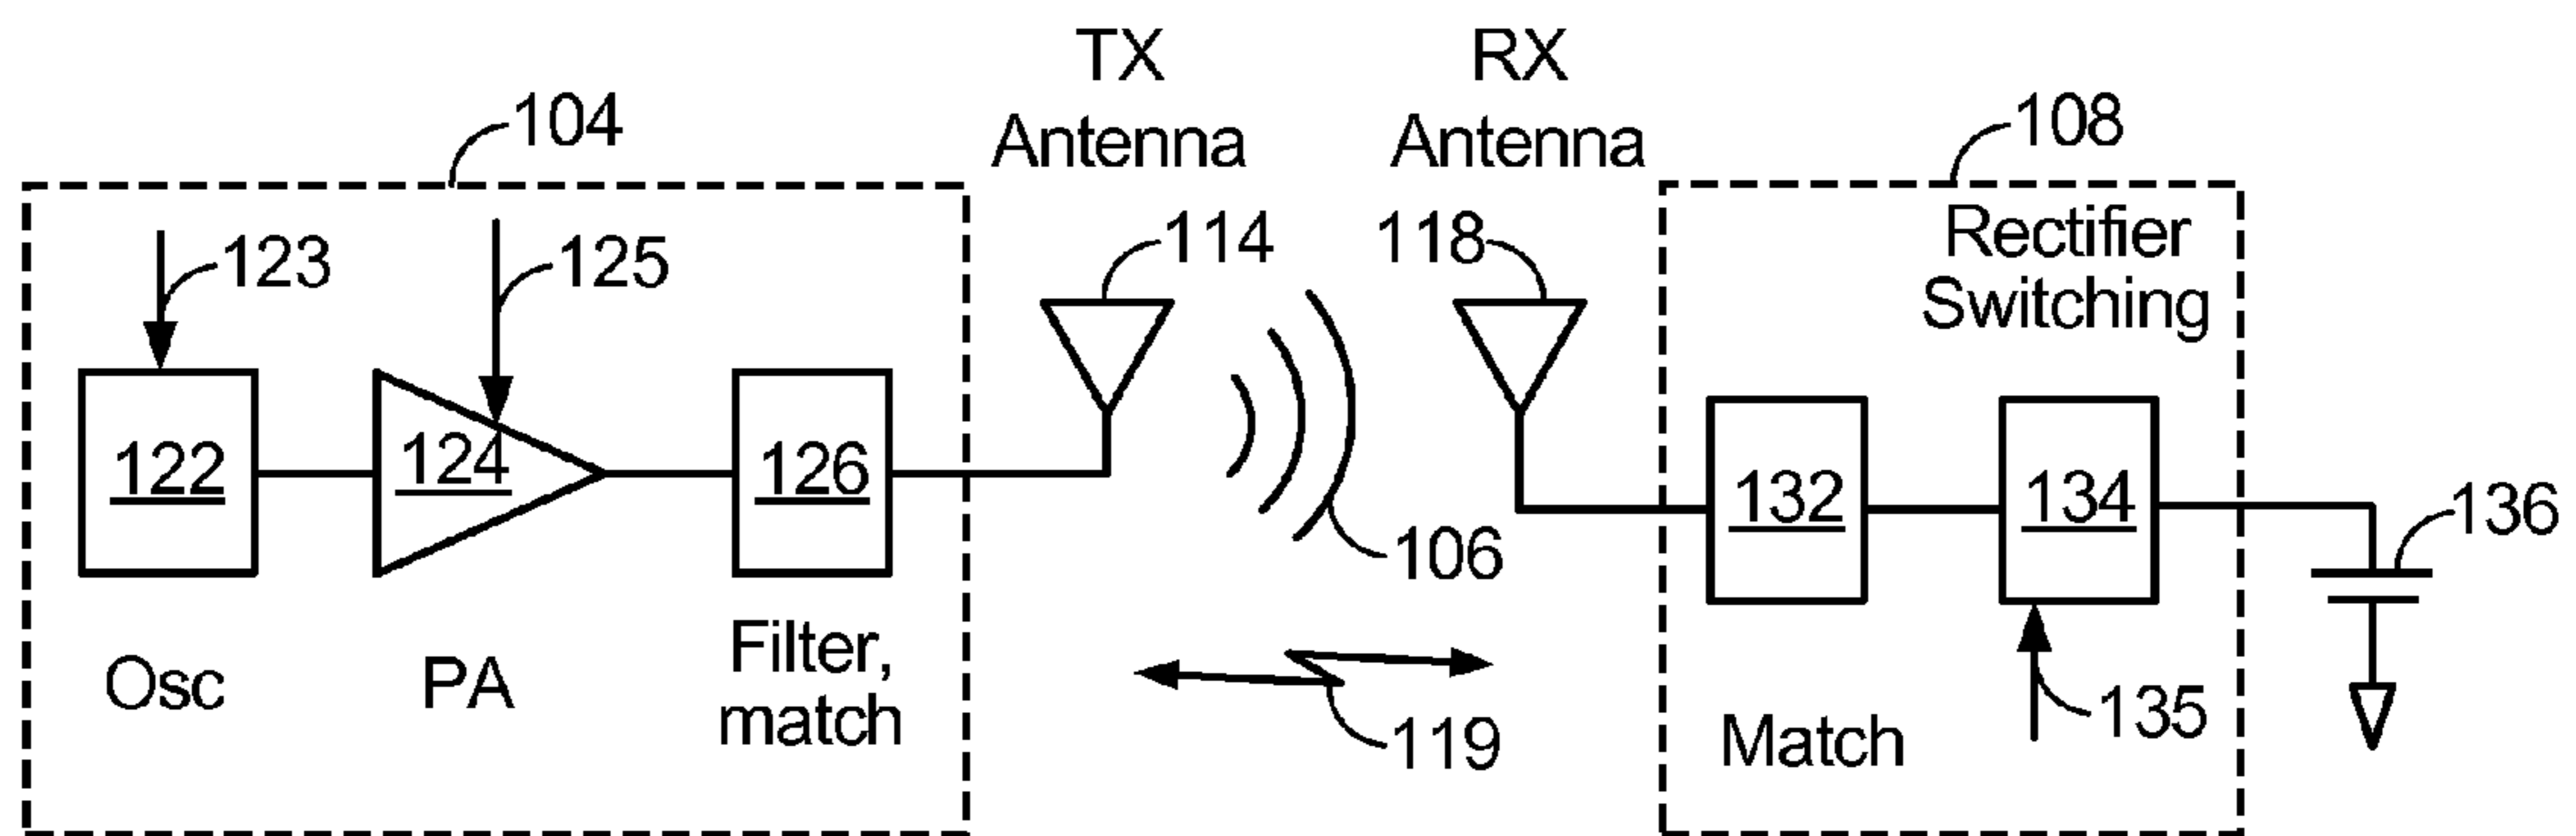 TX
Antenna
RX
Antenna
104
108
123
125
114
118
Rectifier
Switching
122
124
126
132
134
136
106
Osc
PA
Filter,
match
119
Match
135